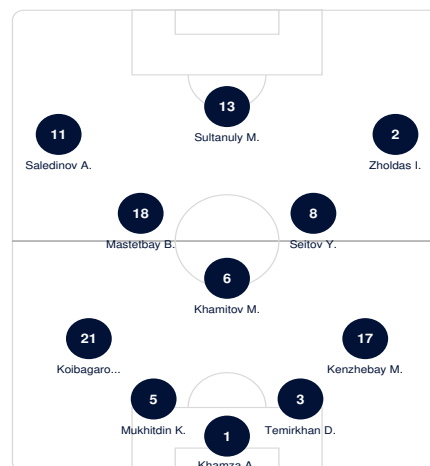 13
Sultanuly M.
11
Saledinov A.
2
Zholdas I.
18
Mastetbay B.
8
Seitov Y.
6
Khamitov M.
21
Koibagaro...
17
Kenzhebay M.
5
Mukhitdin K.
3
Temirkhan D.
1
Khamza A.